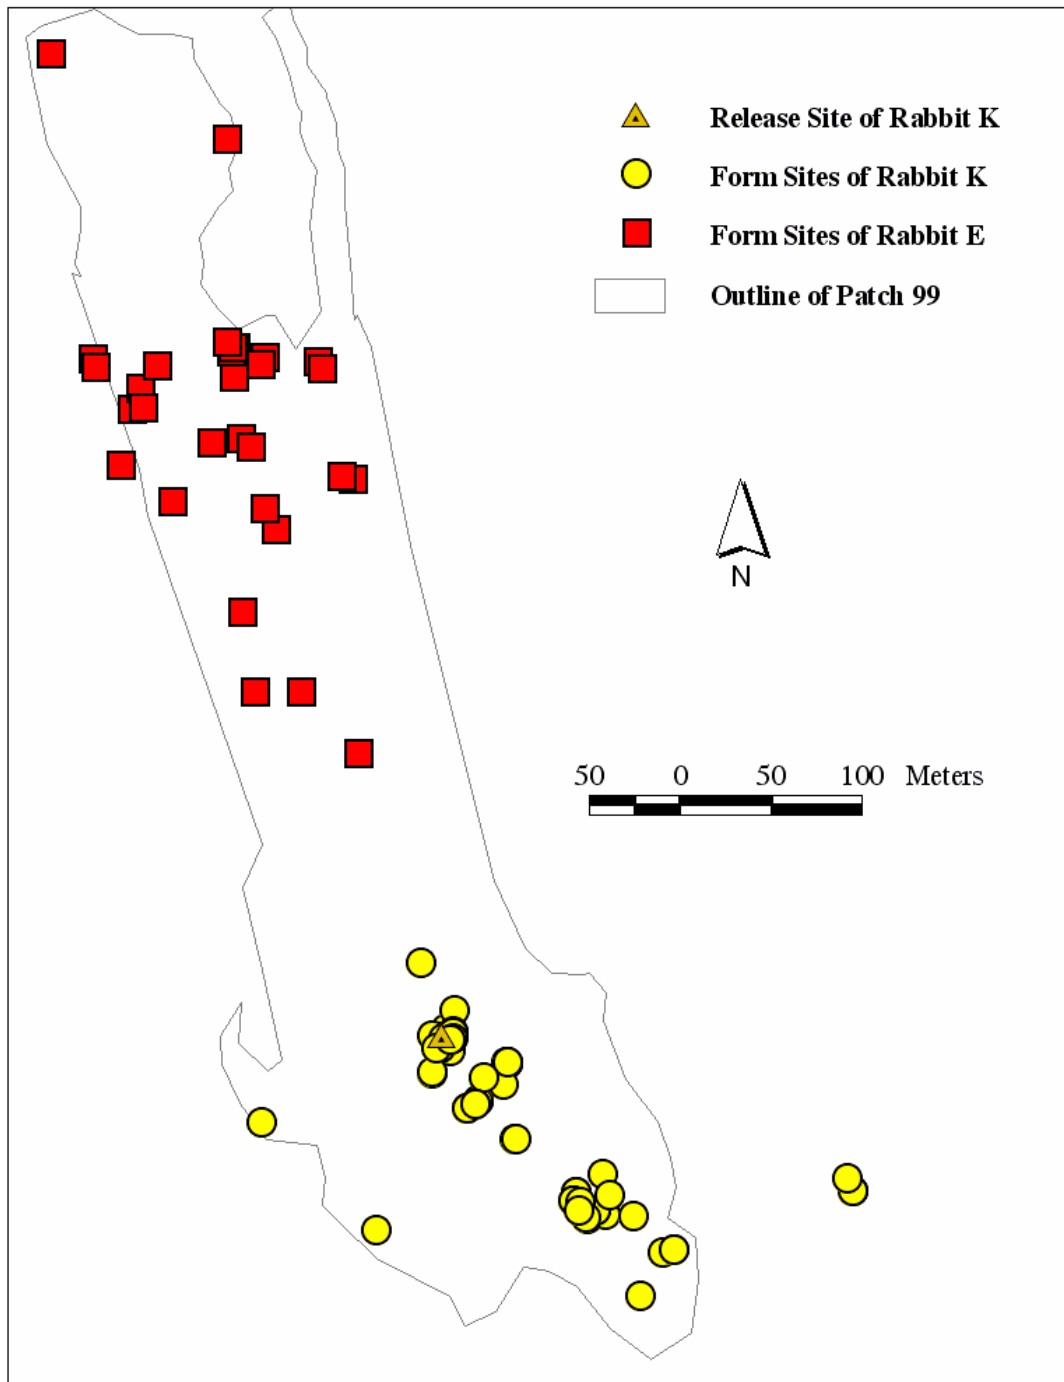 Release Site of Rabbit K
Form Sites of Rabbit K
Form Sites of Rabbit E
Outline of Patch 99
N
50 0 50 100 Meters